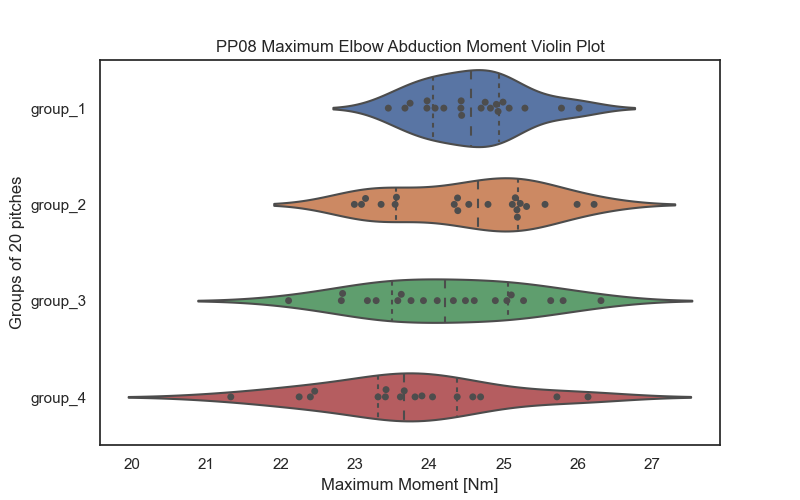 PP08 Maximum Elbow Abduction Moment Violin Plot
Groups of 20 pitches
group_1
group_2
group_3
group_4
20 21 22 23 24 25 26 27
Maximum Moment [Nm]